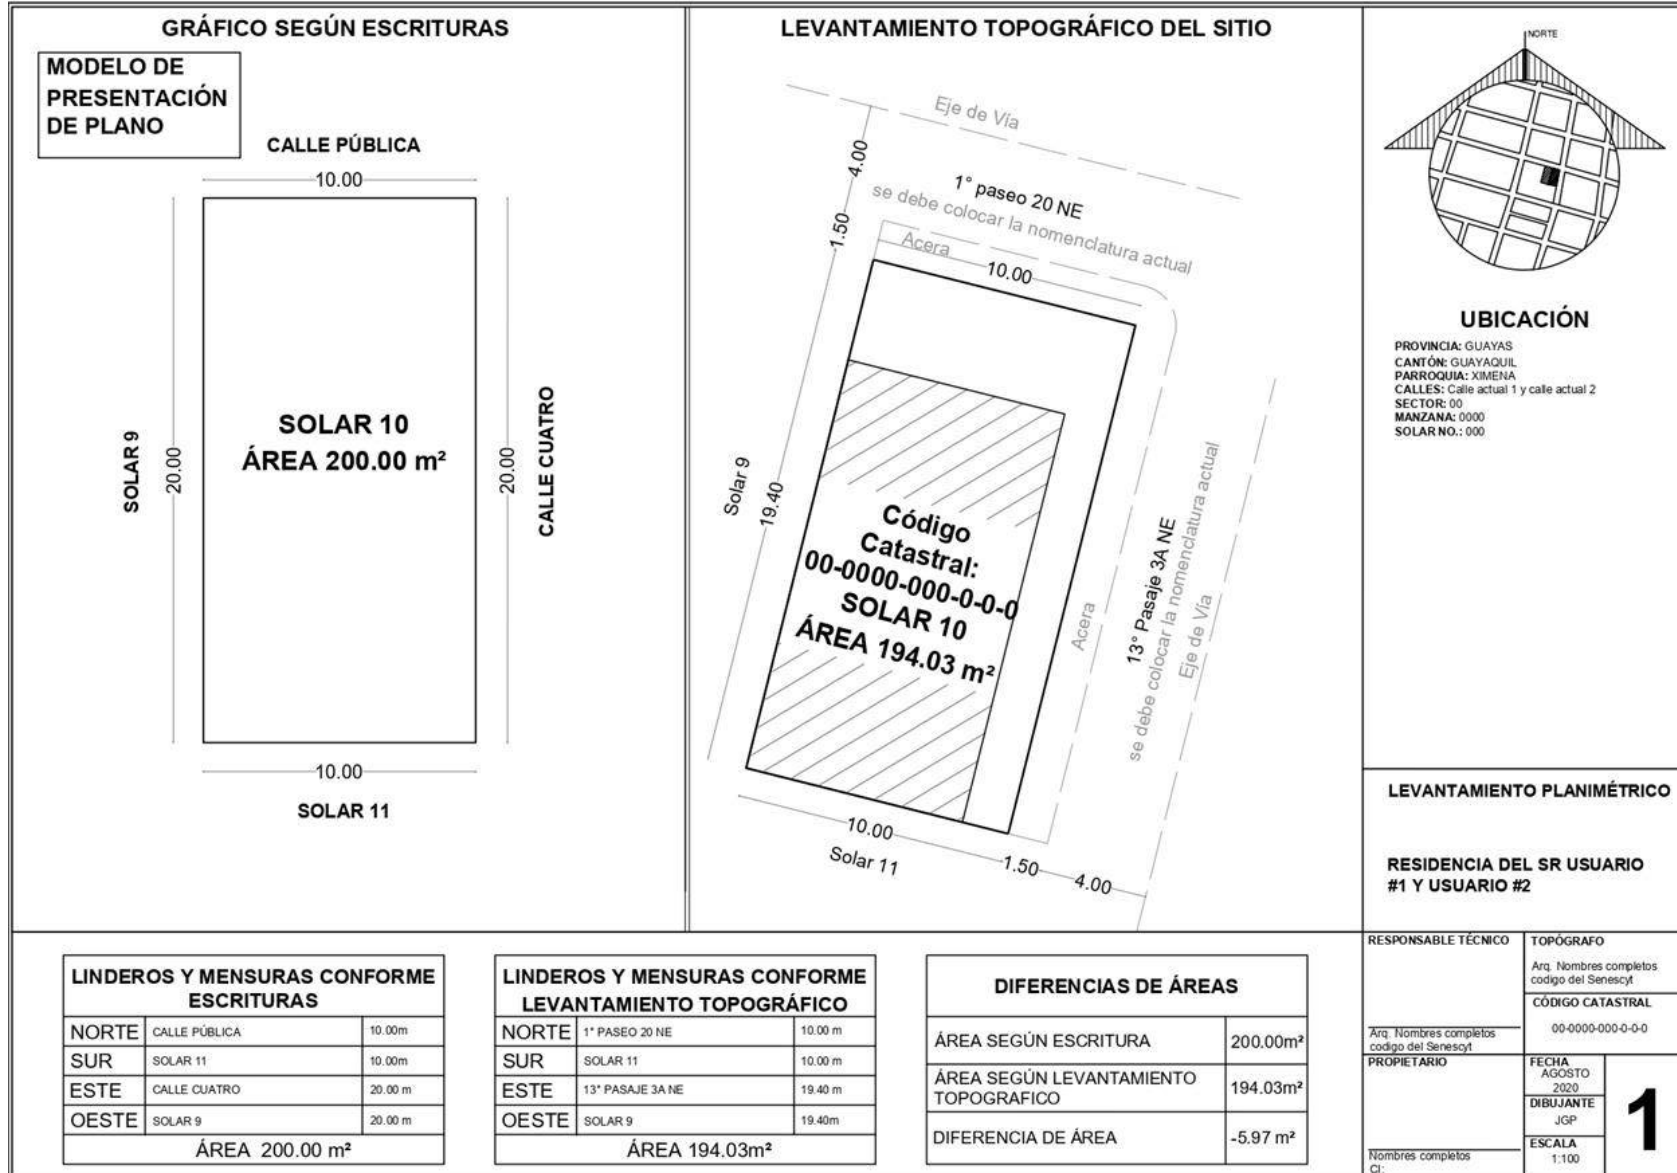 GRÁFICO SEGÚN ESCRITURAS
MODELO DE
PRESENTACIÓN
DE PLANO
CALLE PÚBLICA
10.00
SOLAR 9
20.00
SOLAR 10
ÁREA 200.00 m²
20.00
CALLE CUATRO
10.00
SOLAR 11
LEVANTAMIENTO TOPOGRÁFICO DEL SITIO
Eje de Vía
4.00
1° paseo 20 NE
se debe colocar la nomenclatura actual
1.50
Acera
10.00
Solar 9
19.40
Código
Catastral:
00-0000-000-0-0-0
SOLAR 10
ÁREA 194.03 m²
Acera
13° Pasaje 3A NE
se debe colocar la nomenclatura actual
Eje de Vía
10.00
Solar 11
1.50
4.00
NORTE
UBICACIÓN
PROVINCIA: GUAYAS
CANTÓN: GUAYAQUIL
PARROQUIA: XIMENA
CALLES: Calle actual 1 y calle actual 2
SECTOR: 00
MANZANA: 0000
SOLAR NO.: 000
LEVANTAMIENTO PLANIMÉTRICO
RESIDENCIA DEL SR USUARIO
#1 Y USUARIO #2
LINDEROS Y MENSURAS CONFORME
ESCRITURAS
NORTE CALLE PÚBLICA 10.00m
SUR SOLAR 11 10.00m
ESTE CALLE CUATRO 20.00 m
OESTE SOLAR 9 20.00 m
ÁREA 200.00 m²
LINDEROS Y MENSURAS CONFORME
LEVANTAMIENTO TOPOGRÁFICO
NORTE 1° PASEO 20 NE 10.00 m
SUR SOLAR 11 10.00 m
ESTE 13° PASAJE 3A NE 19.40 m
OESTE SOLAR 9 19.40m
ÁREA 194.03m²
DIFERENCIAS DE ÁREAS
ÁREA SEGÚN ESCRITURA 200.00m²
ÁREA SEGÚN LEVANTAMIENTO
TOPOGRAFICO 194.03m²
DIFERENCIA DE ÁREA -5.97 m²
RESPONSABLE TÉCNICO
Arq. Nombres completos
codigo del Senescyt
PROPIETARIO
Nombres completos
CI:
TOPÓGRAFO
Arq. Nombres completos
codigo del Senescyt
CÓDIGO CATASTRAL
00-0000-000-0-0-0
FECHA
AGOSTO
2020
DIBUJANTE
JGP
ESCALA
1:100
1